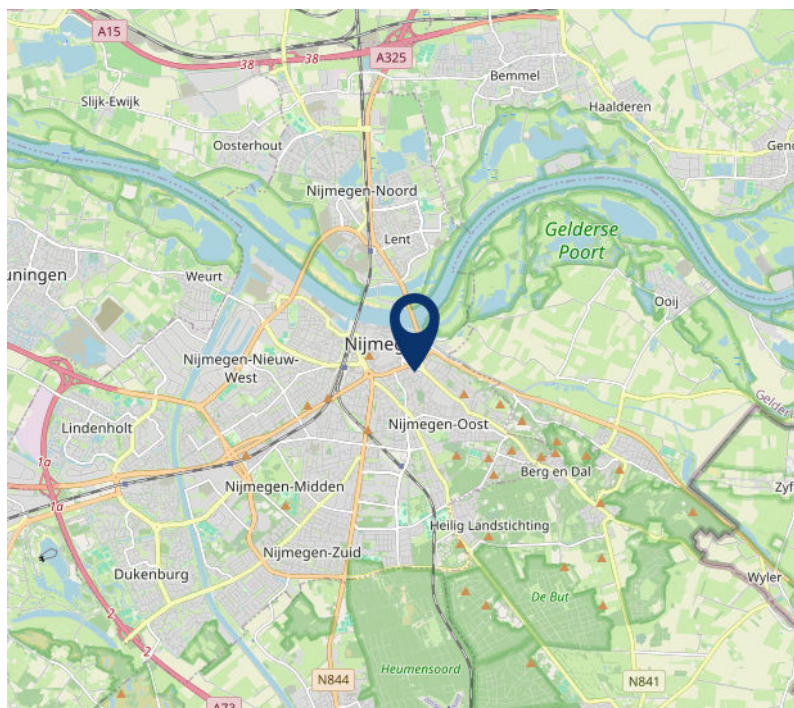 A15
38
38
A325
Bemmel
Slijk-Ewijk
Haalderen
Oosterhout
Gend
Nijmegen-Noord
Lent
Gelderse
Poort
uningen
Weurt
Ooij
Nijmeg
Nijmegen-Nieuw-
West
Gelder
Lindenholt
Nijmegen-Oost
1a
Berg en Dal
Nijmegen-Midden
Zyf
1a
Heilig Landstichting
Nijmegen-Zuid
Dukenburg
Wyler
De But
2
2
Heumensoord
N844
N841
A73